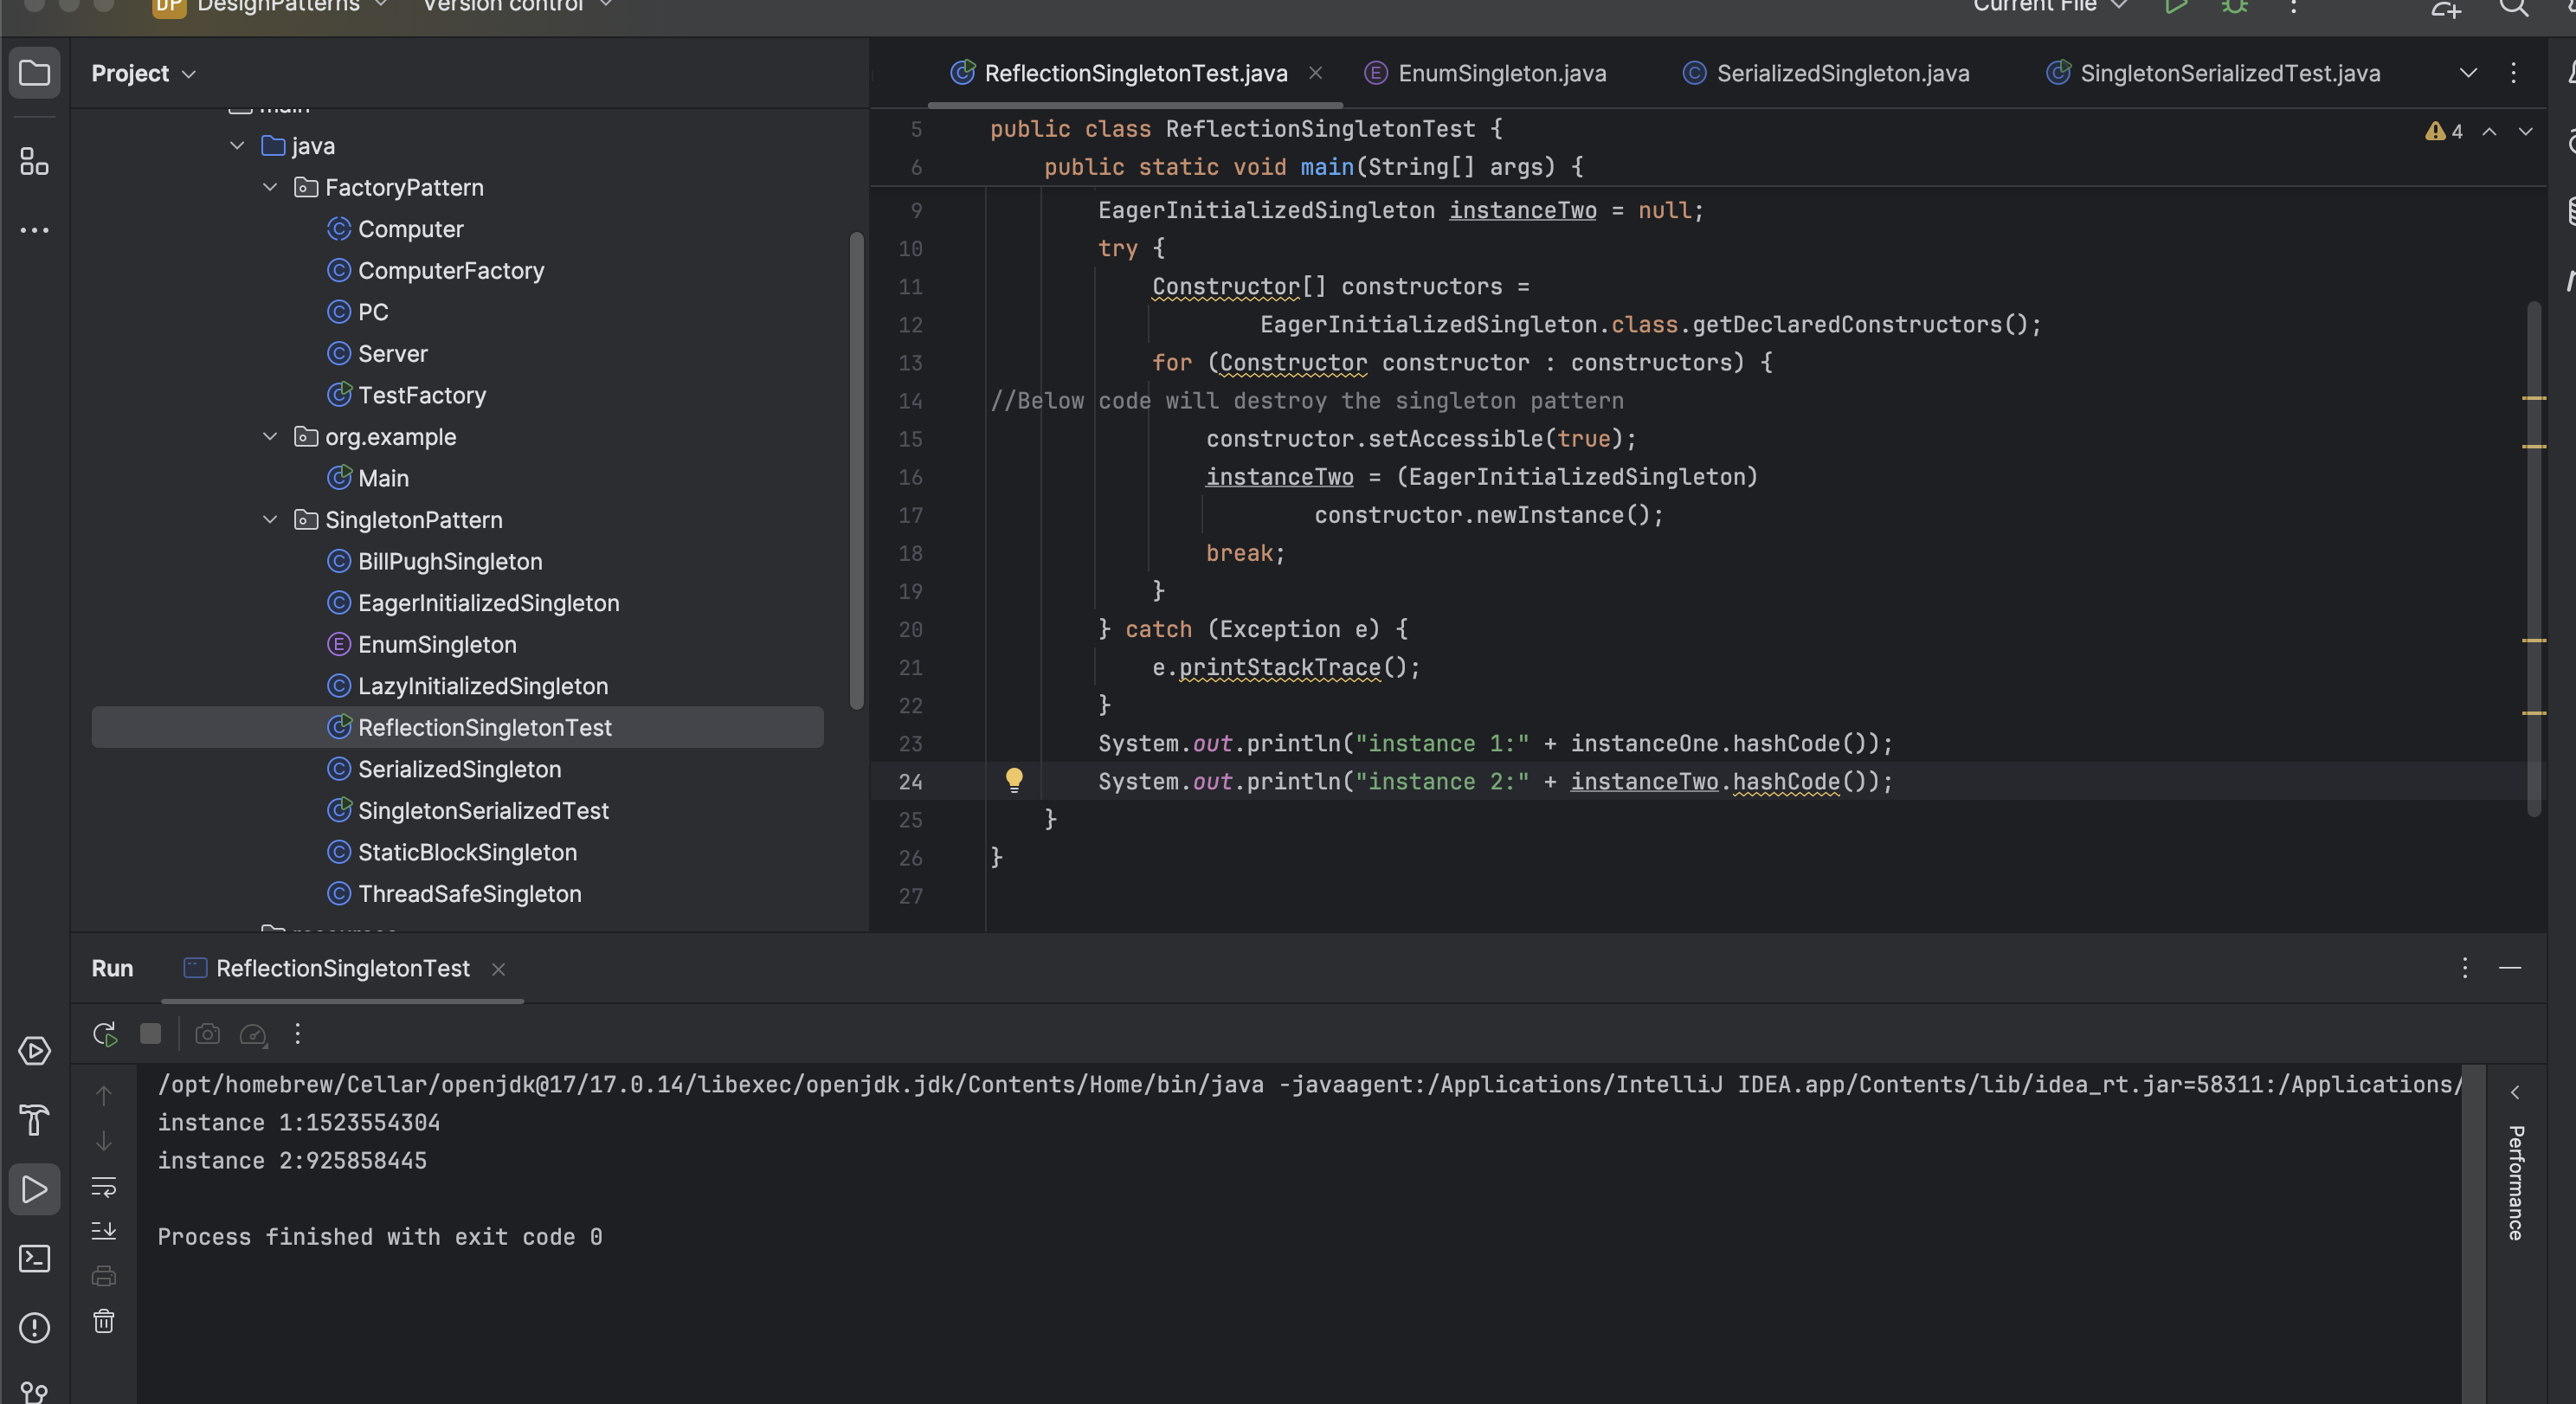 DP DesignPatterns Version control Current File
Project
ReflectionSingletonTest.java EnumSingleton.java SerializedSingleton.java SingletonSerializedTest.java
main
java
FactoryPattern
Computer
ComputerFactory
PC
Server
TestFactory
org.example
Main
SingletonPattern
BillPughSingleton
EagerInitializedSingleton
EnumSingleton
LazyInitializedSingleton
ReflectionSingletonTest
SerializedSingleton
SingletonSerializedTest
StaticBlockSingleton
ThreadSafeSingleton
4
5 public class ReflectionSingletonTest {
6 public static void main(String[] args) {
9 EagerInitializedSingleton instanceTwo = null;
10 try {
11 Constructor[] constructors =
12 EagerInitializedSingleton.class.getDeclaredConstructors();
13 for (Constructor constructor : constructors) {
14 //Below code will destroy the singleton pattern
15 constructor.setAccessible(true);
16 instanceTwo = (EagerInitializedSingleton)
17 constructor.newInstance();
18 break;
19 }
20 } catch (Exception e) {
21 e.printStackTrace();
22 }
23 System.out.println("instance 1:" + instanceOne.hashCode());
24 System.out.println("instance 2:" + instanceTwo.hashCode());
25 }
26 }
27
Run ReflectionSingletonTest
/opt/homebrew/Cellar/openjdk@17/17.0.14/libexec/openjdk.jdk/Contents/Home/bin/java -javaagent:/Applications/IntelliJ IDEA.app/Contents/lib/idea_rt.jar=58311:/Applications/
instance 1:1523554304
instance 2:925858445
Process finished with exit code 0
Performance